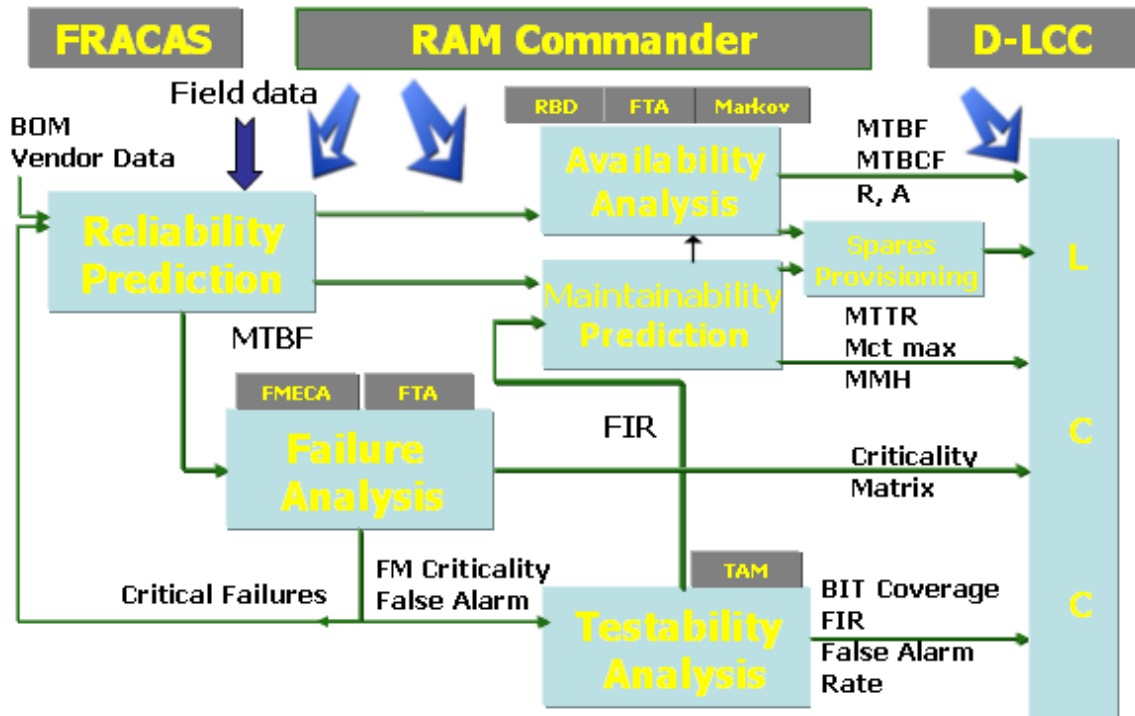 FRACAS
RAM Commander
D-LCC
Field data
RBD
FTA
Markov
BOM
Vendor Data
Availability
Analysis
MTBF
MTBCF
R, A
Reliability
Prediction
Spares
Provisioning
L
Maintainability
Prediction
MTBF
MTTR
Mct max
MMH
FMECA
FTA
Failure
Analysis
FIR
C
Criticality
Matrix
Critical Failures
FM Criticality
False Alarm
TAM
Testability
Analysis
BIT Coverage
FIR
False Alarm
Rate
C